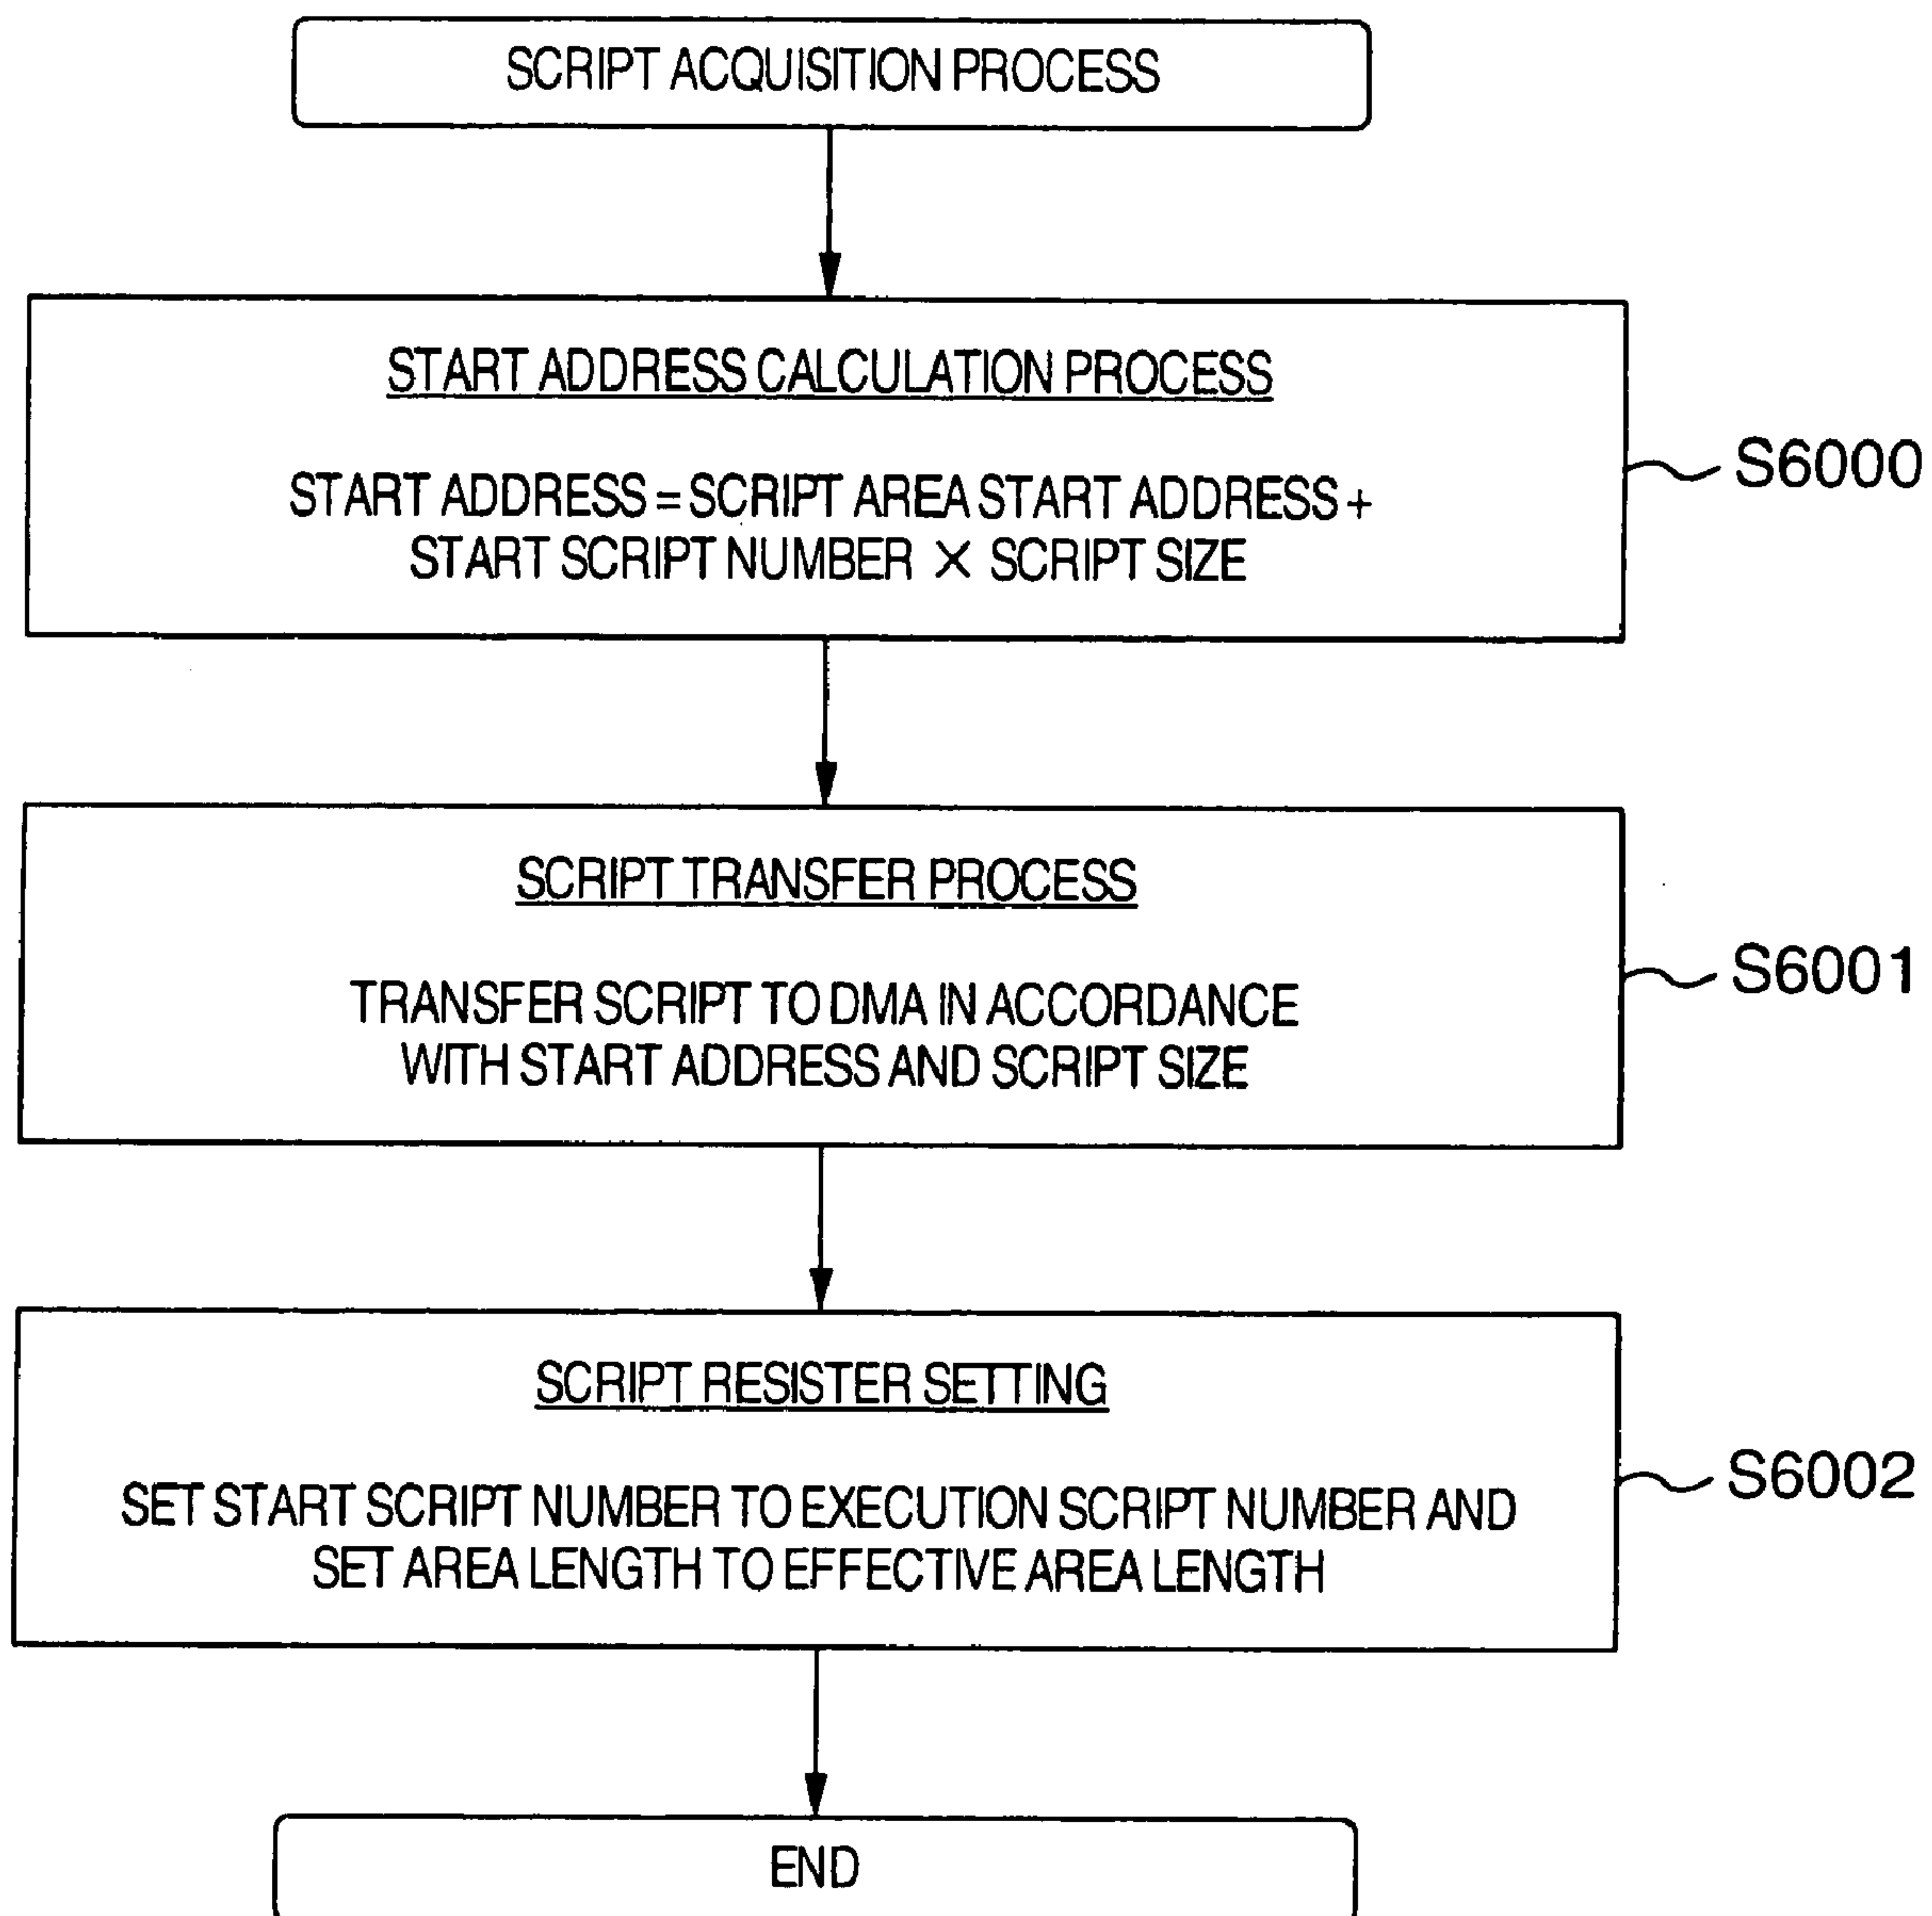 SCRIPT ACQUISITION PROCESS
START ADDRESS CALCULATION PROCESS
START ADDRESS = SCRIPT AREA START ADDRESS +
START SCRIPT NUMBER × SCRIPT SIZE
S6000
SCRIPT TRANSFER PROCESS
TRANSFER SCRIPT TO DMA IN ACCORDANCE
WITH START ADDRESS AND SCRIPT SIZE
S6001
SCRIPT RESISTER SETTING
SET START SCRIPT NUMBER TO EXECUTION SCRIPT NUMBER AND
SET AREA LENGTH TO EFFECTIVE AREA LENGTH
S6002
END